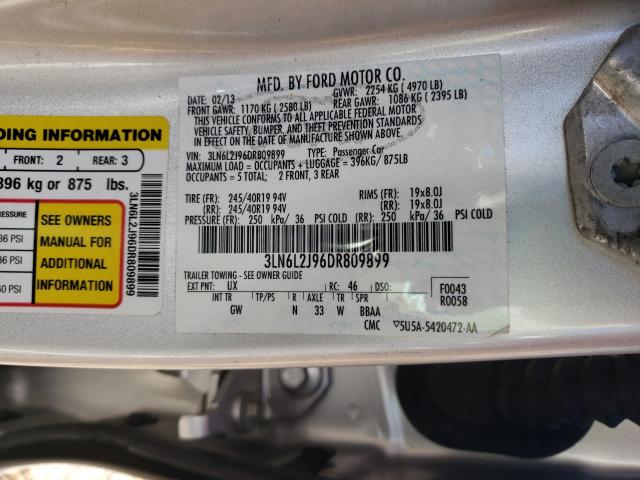 MFD. BY FORD MOTOR CO.
DATE: 02/13 GVWR: 2254 KG ( 4970 LB)
FRONT GAWR: 1170 KG ( 2580 LB) REAR GAWR: 1086 KG ( 2395 LB)
THIS VEHICLE CONFORMS TO ALL APPLICABLE FEDERAL MOTOR
VEHICLE SAFETY, BUMPER, AND THEFT PREVENTION STANDARDS
IN EFFECT ON THE DATE OF MANUFACTURE SHOWN ABOVE.
VIN: 3LN6L2J96DR809899 TYPE: Passenger Car
MAXIMUM LOAD = OCCUPANTS + LUGGAGE = 396KG/ 875LB
OCCUPANTS = 5 TOTAL; 2 FRONT, 3 REAR
TIRE (FR): 245/40R19 94V RIMS (FR): 19x8.0J
(RR): 245/40R19 94V (RR): 19x8.0J
PRESSURE: (FR) 250 kPa/ 36 PSI COLD (RR) 250 kPa/ 36 PSI COLD
3LN6L2J96DR809899
TRAILER TOWING - SEE OWNER GUIDE
EXT PNT: UX RC: 46 DSO: F0043
R0058
INT TR TP/PS R AXLE TR SPR
GW N 33 W BBAA
CMC 5U5A-5420472-AA
DING INFORMATION
FRONT: 2 REAR: 3
396 kg or 875 lbs.
PRESSURE
36 PSI
36 PSI
60 PSI
SEE OWNERS
MANUAL FOR
ADDITIONAL
INFORMATION
3LN6L2J96DR809899